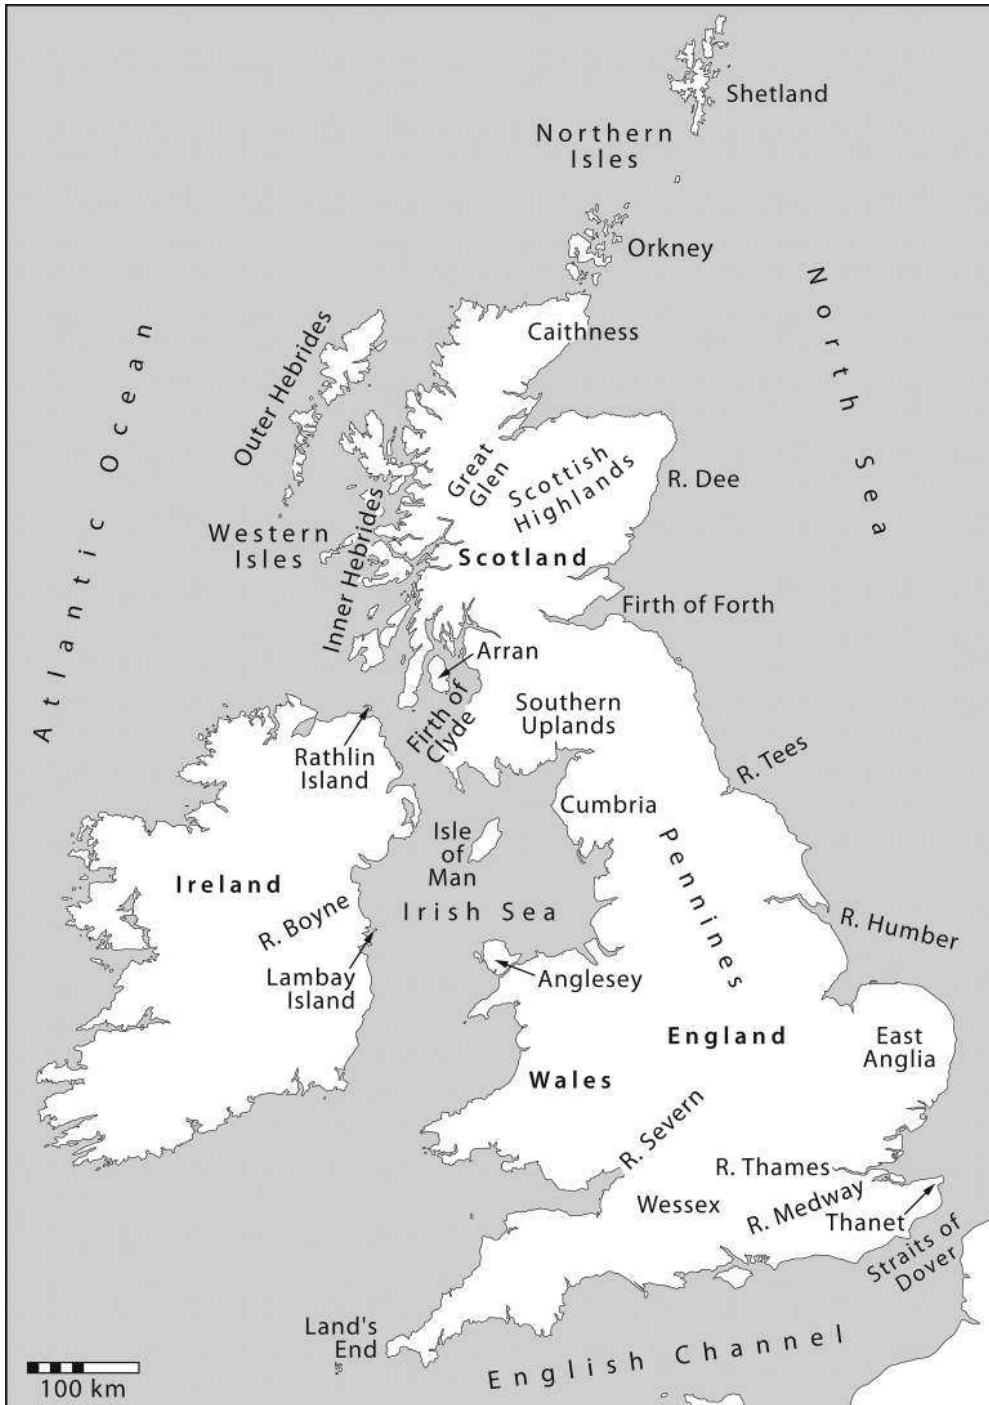 Shetland
Northern
Isles
Orkney
North Sea
Caithness
Atlantic Ocean
Outer Hebrides
Great
Glen
Scottish
Highlands
R. Dee
Western
Isles
Inner Hebrides
Scotland
Firth of Forth
Arran
Firth of
Clyde
Southern
Uplands
Rathlin
Island
R. Tees
Cumbria
Isle
of
Man
Pennines
Ireland
R. Boyne
Irish Sea
R. Humber
Lambay
Island
Anglesey
England
East
Anglia
Wales
R. Severn
R. Thames
R. Medway
Wessex
Thanet
Straits of
Dover
Land's
End
English Channel
100 km